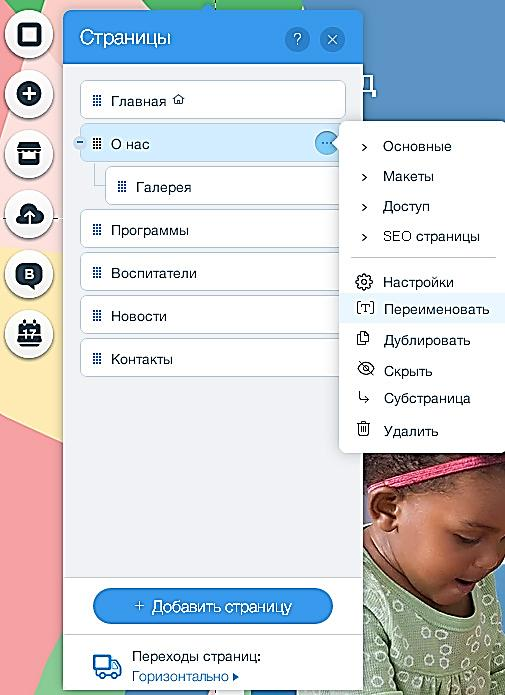 Страницы
?
д
Главная
О нас
Галерея
Программы
Воспитатели
Новости
Контакты
Основные
Макеты
Доступ
SEO страницы
Настройки
[T] Переименовать
Дублировать
Скрыть
Субстраница
Удалить
B
17
+ Добавить страницу
Переходы страниц:
Горизонтально